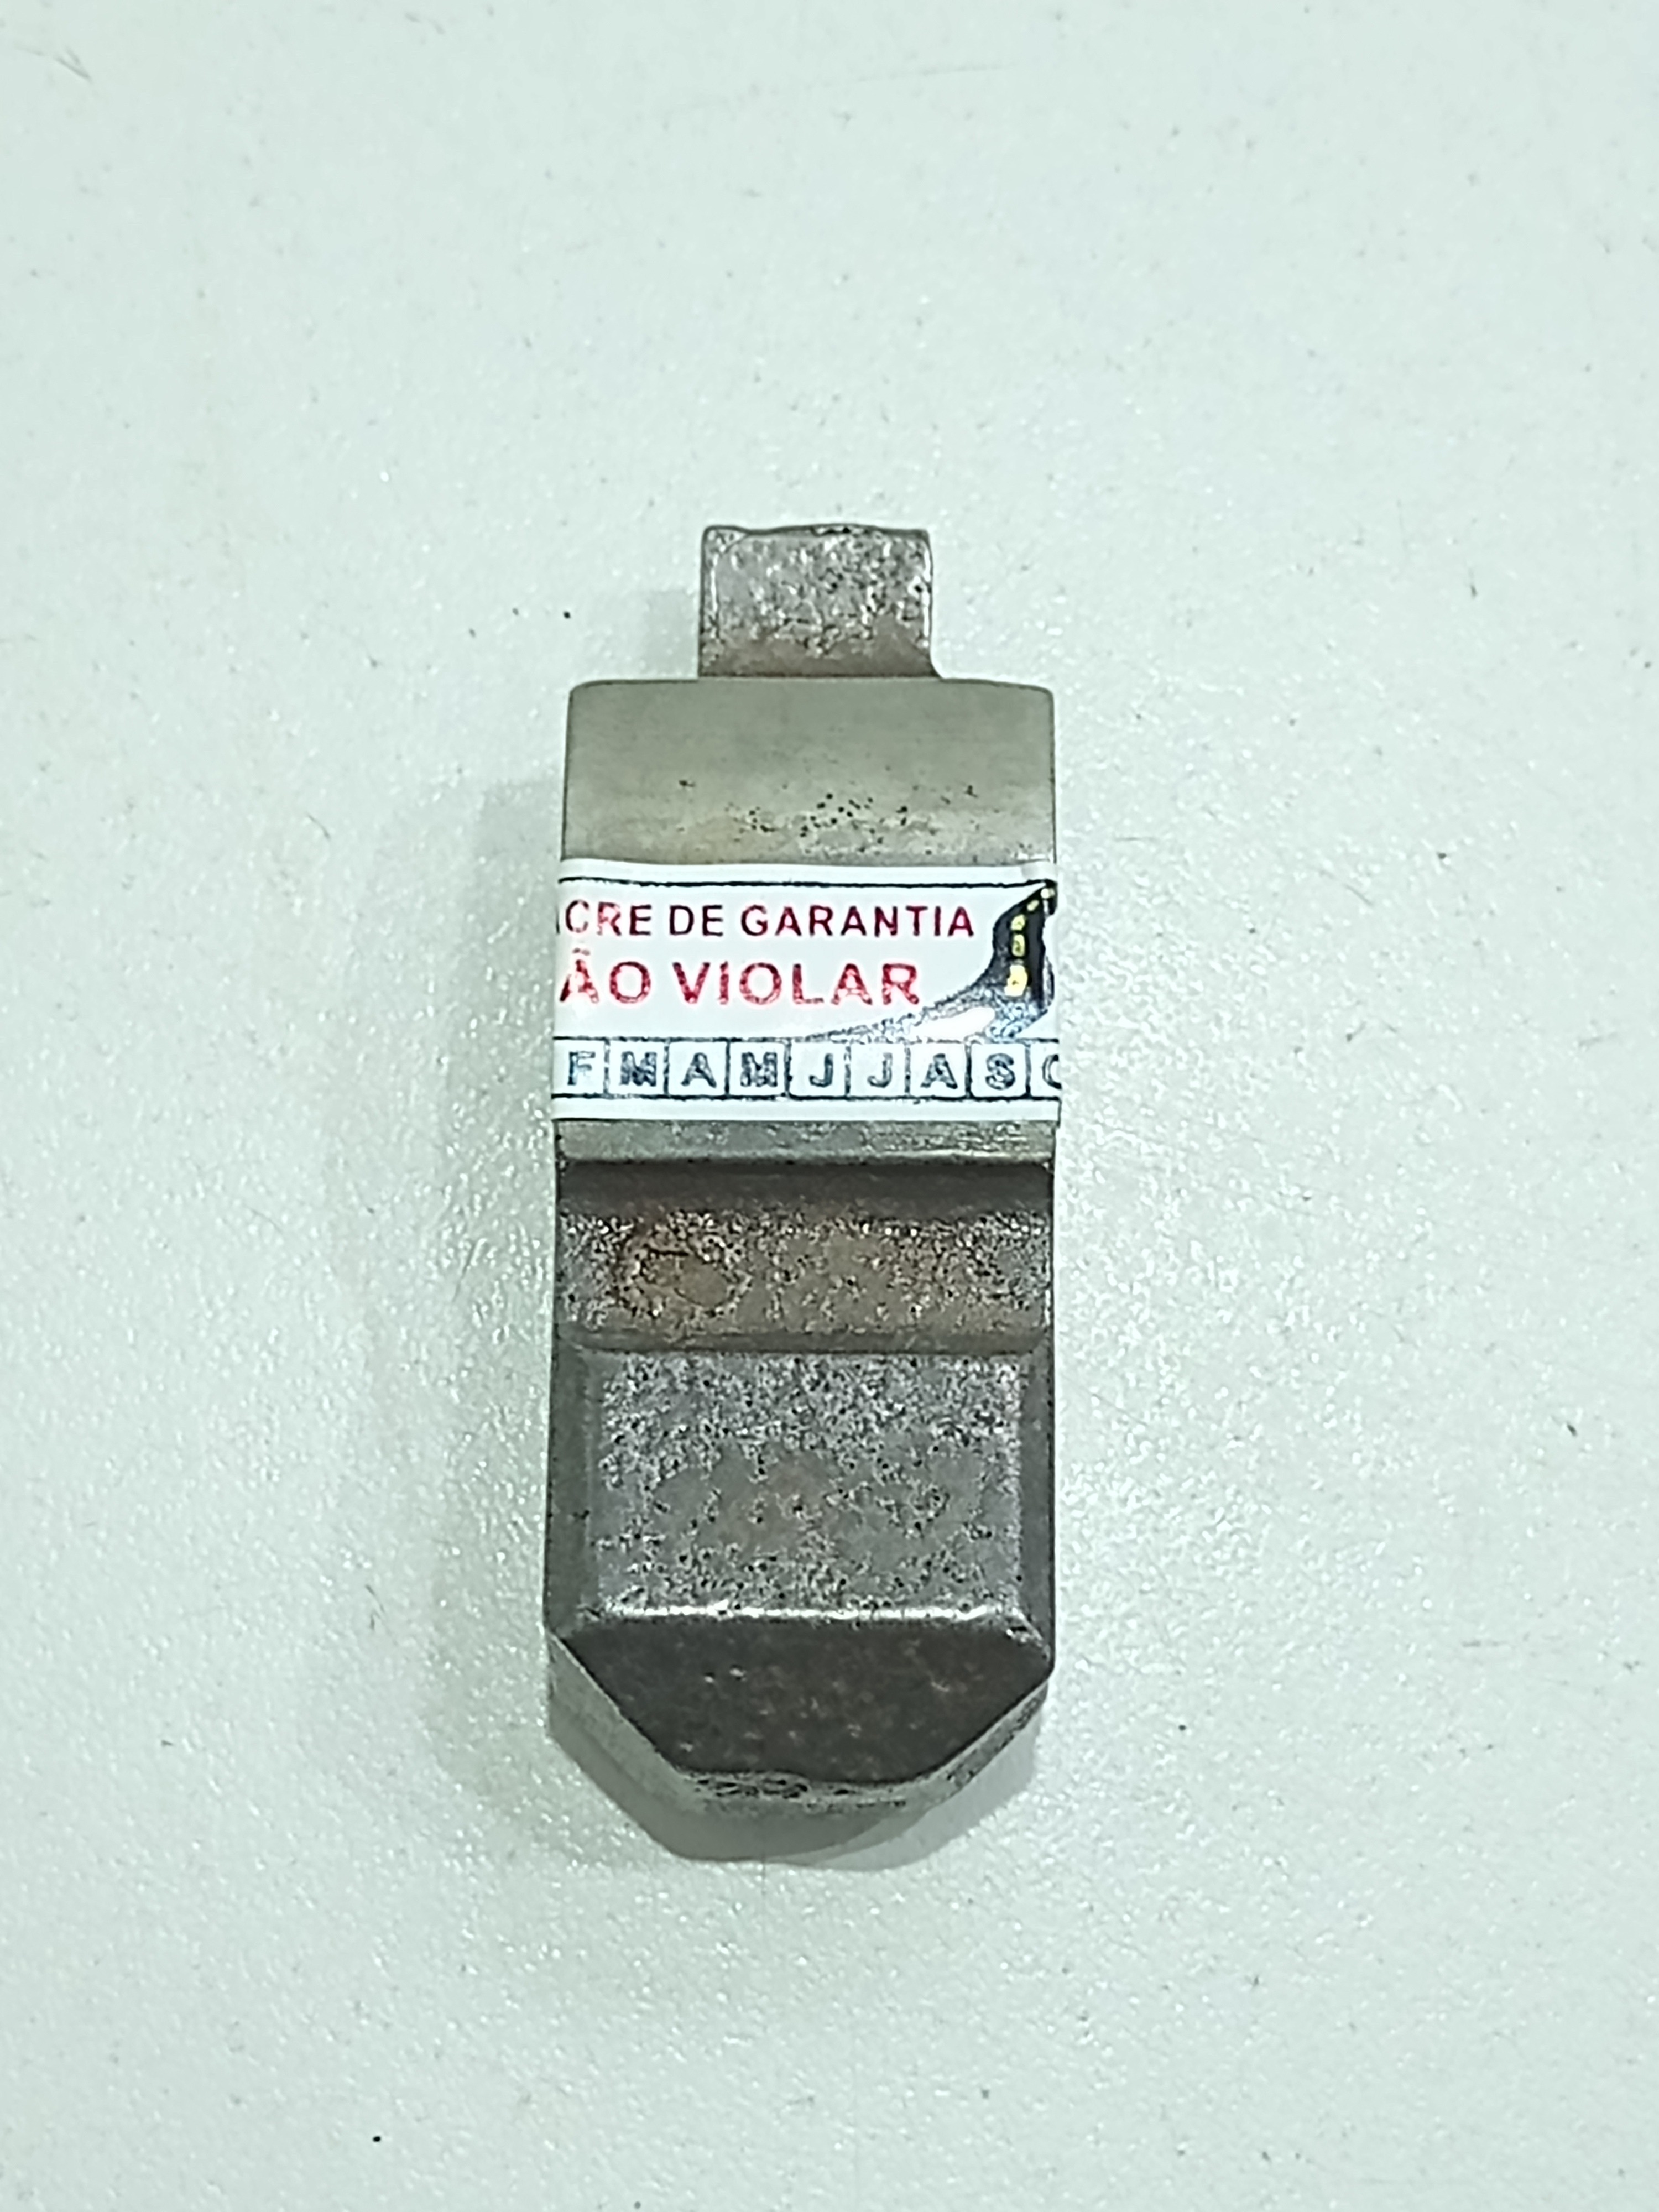 CRE DE GARANTIA
ÃO VIOLAR
F M A M J J A S